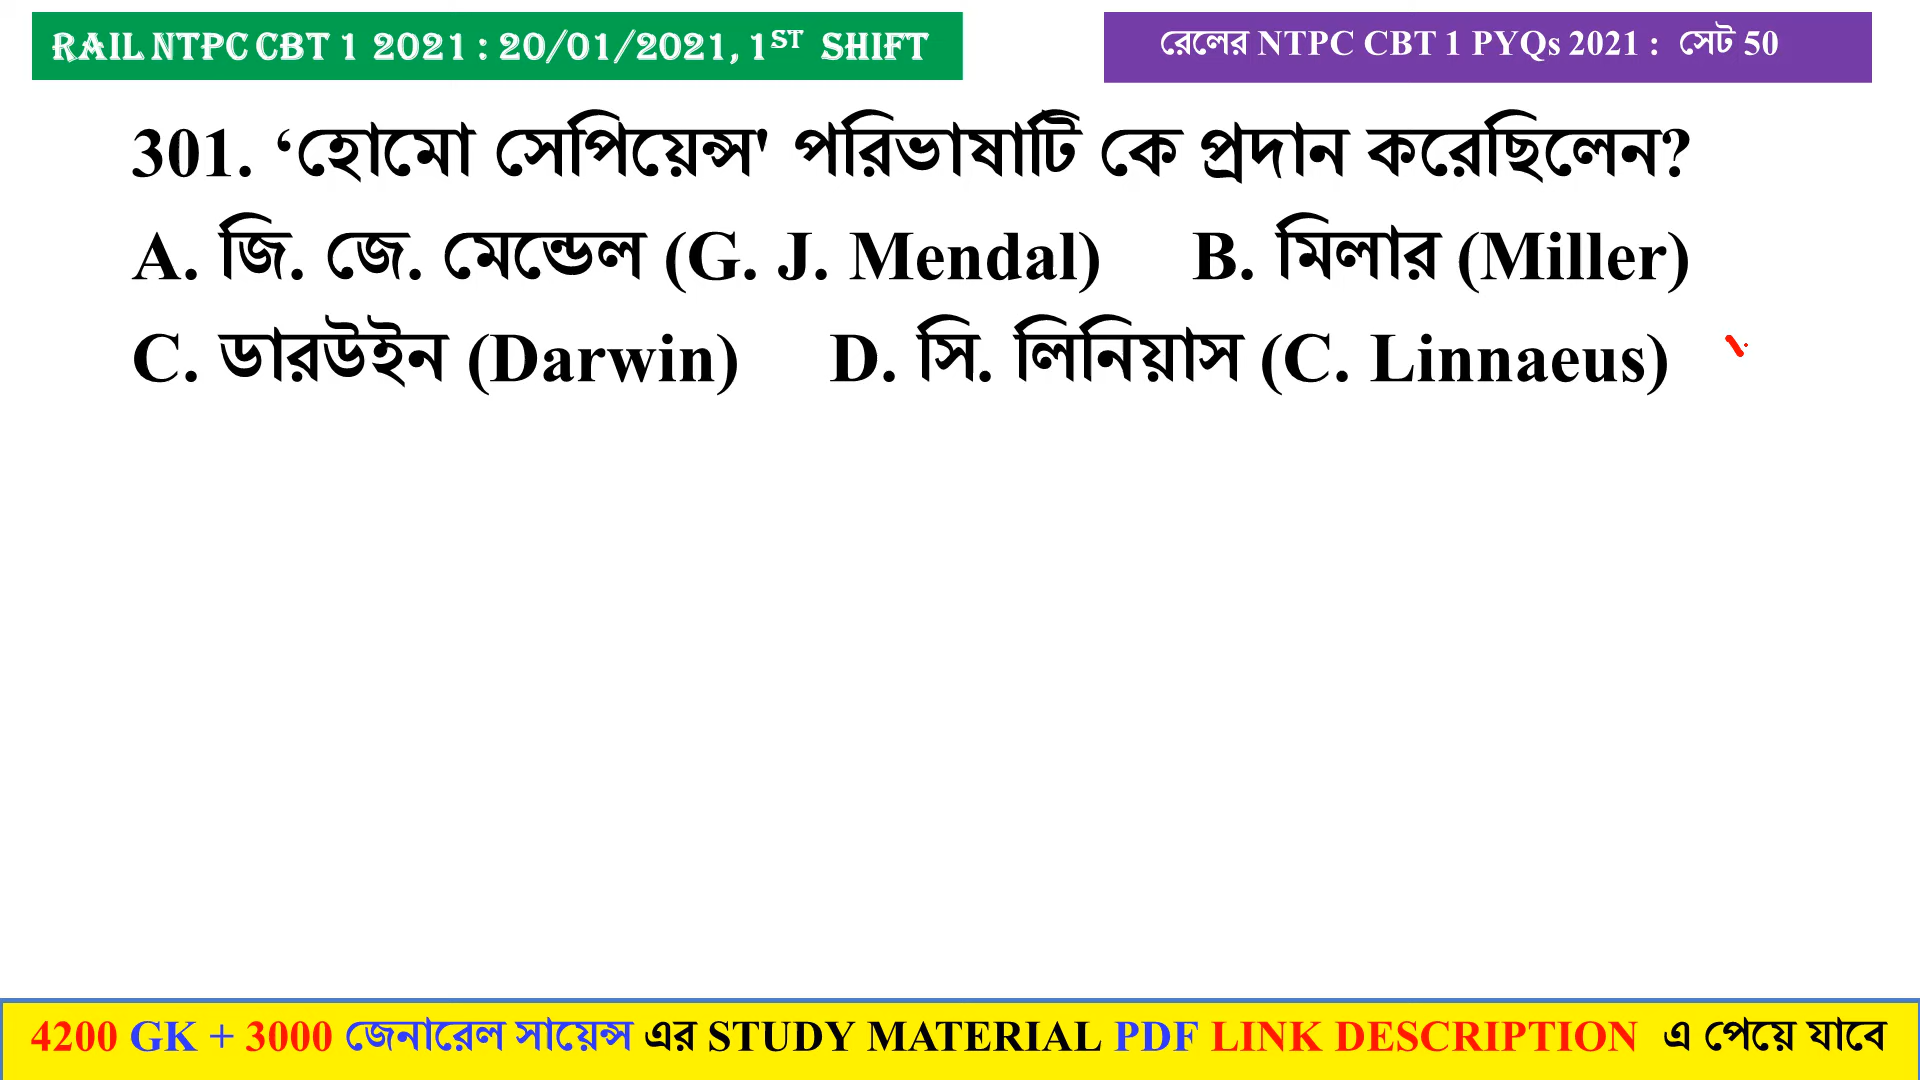 RAIL NTPC CBT 1 2021 : 20/01/2021, 1ST SHIFT
রেলের NTPC CBT 1 PYQs 2021 : সেট 50
301. ‘হোমো সেপিয়েন্স' পরিভাষাটি কে প্রদান করেছিলেন?
A. জি. জে. মেন্ডেল (G. J. Mendal) B. মিলার (Miller)
C. ডারউইন (Darwin) D. সি. লিনিয়াস (C. Linnaeus)
4200 GK + 3000 জেনারেল সায়েন্স এর STUDY MATERIAL PDF LINK DESCRIPTION এ পেয়ে যাবে